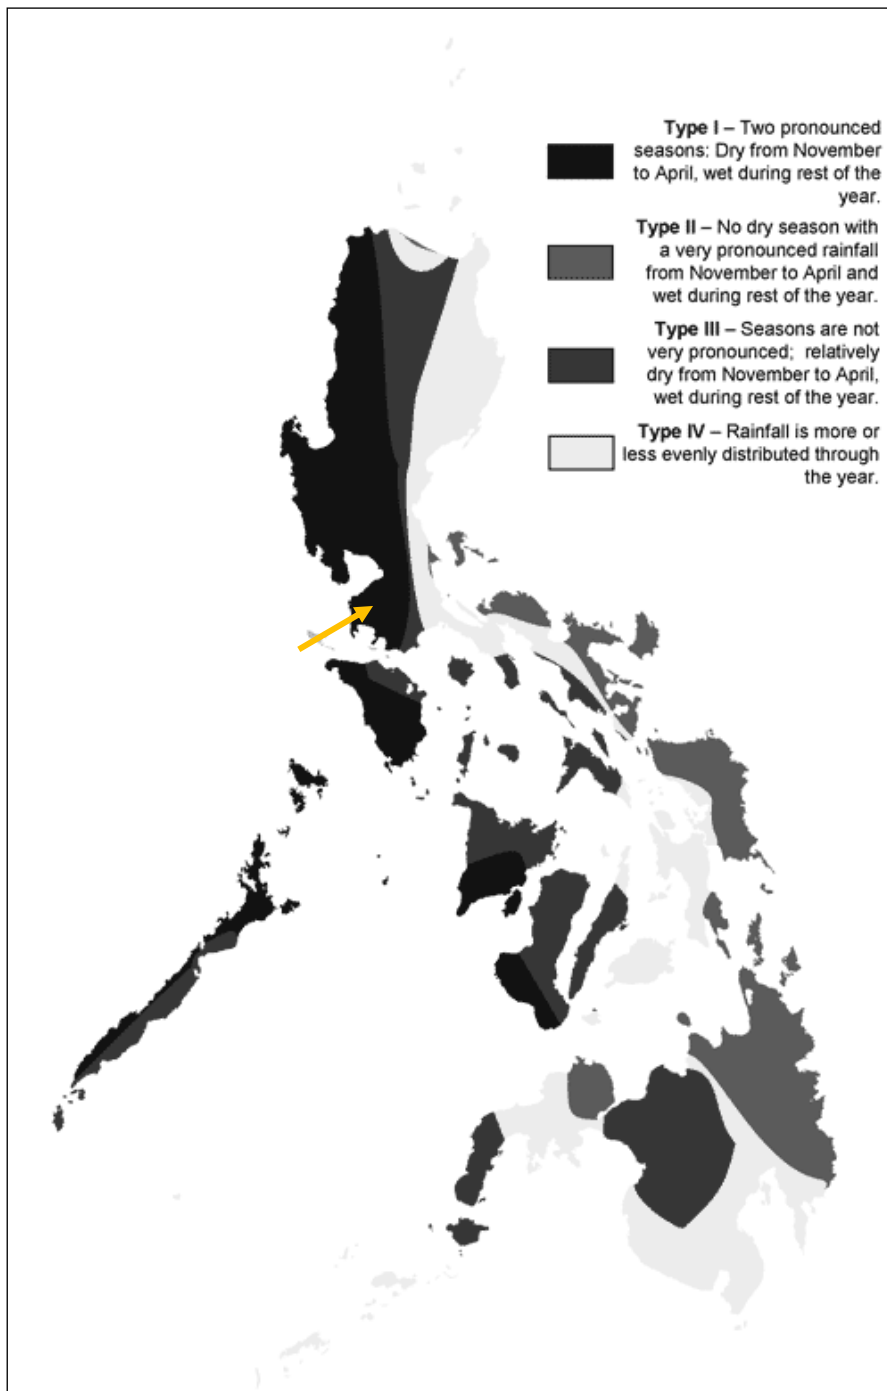 Type I – Two pronounced
seasons: Dry from November
to April, wet during rest of the
year.
Type II – No dry season with
a very pronounced rainfall
from November to April and
wet during rest of the year.
Type III – Seasons are not
very pronounced; relatively
dry from November to April,
wet during rest of the year.
Type IV – Rainfall is more or
less evenly distributed through
the year.